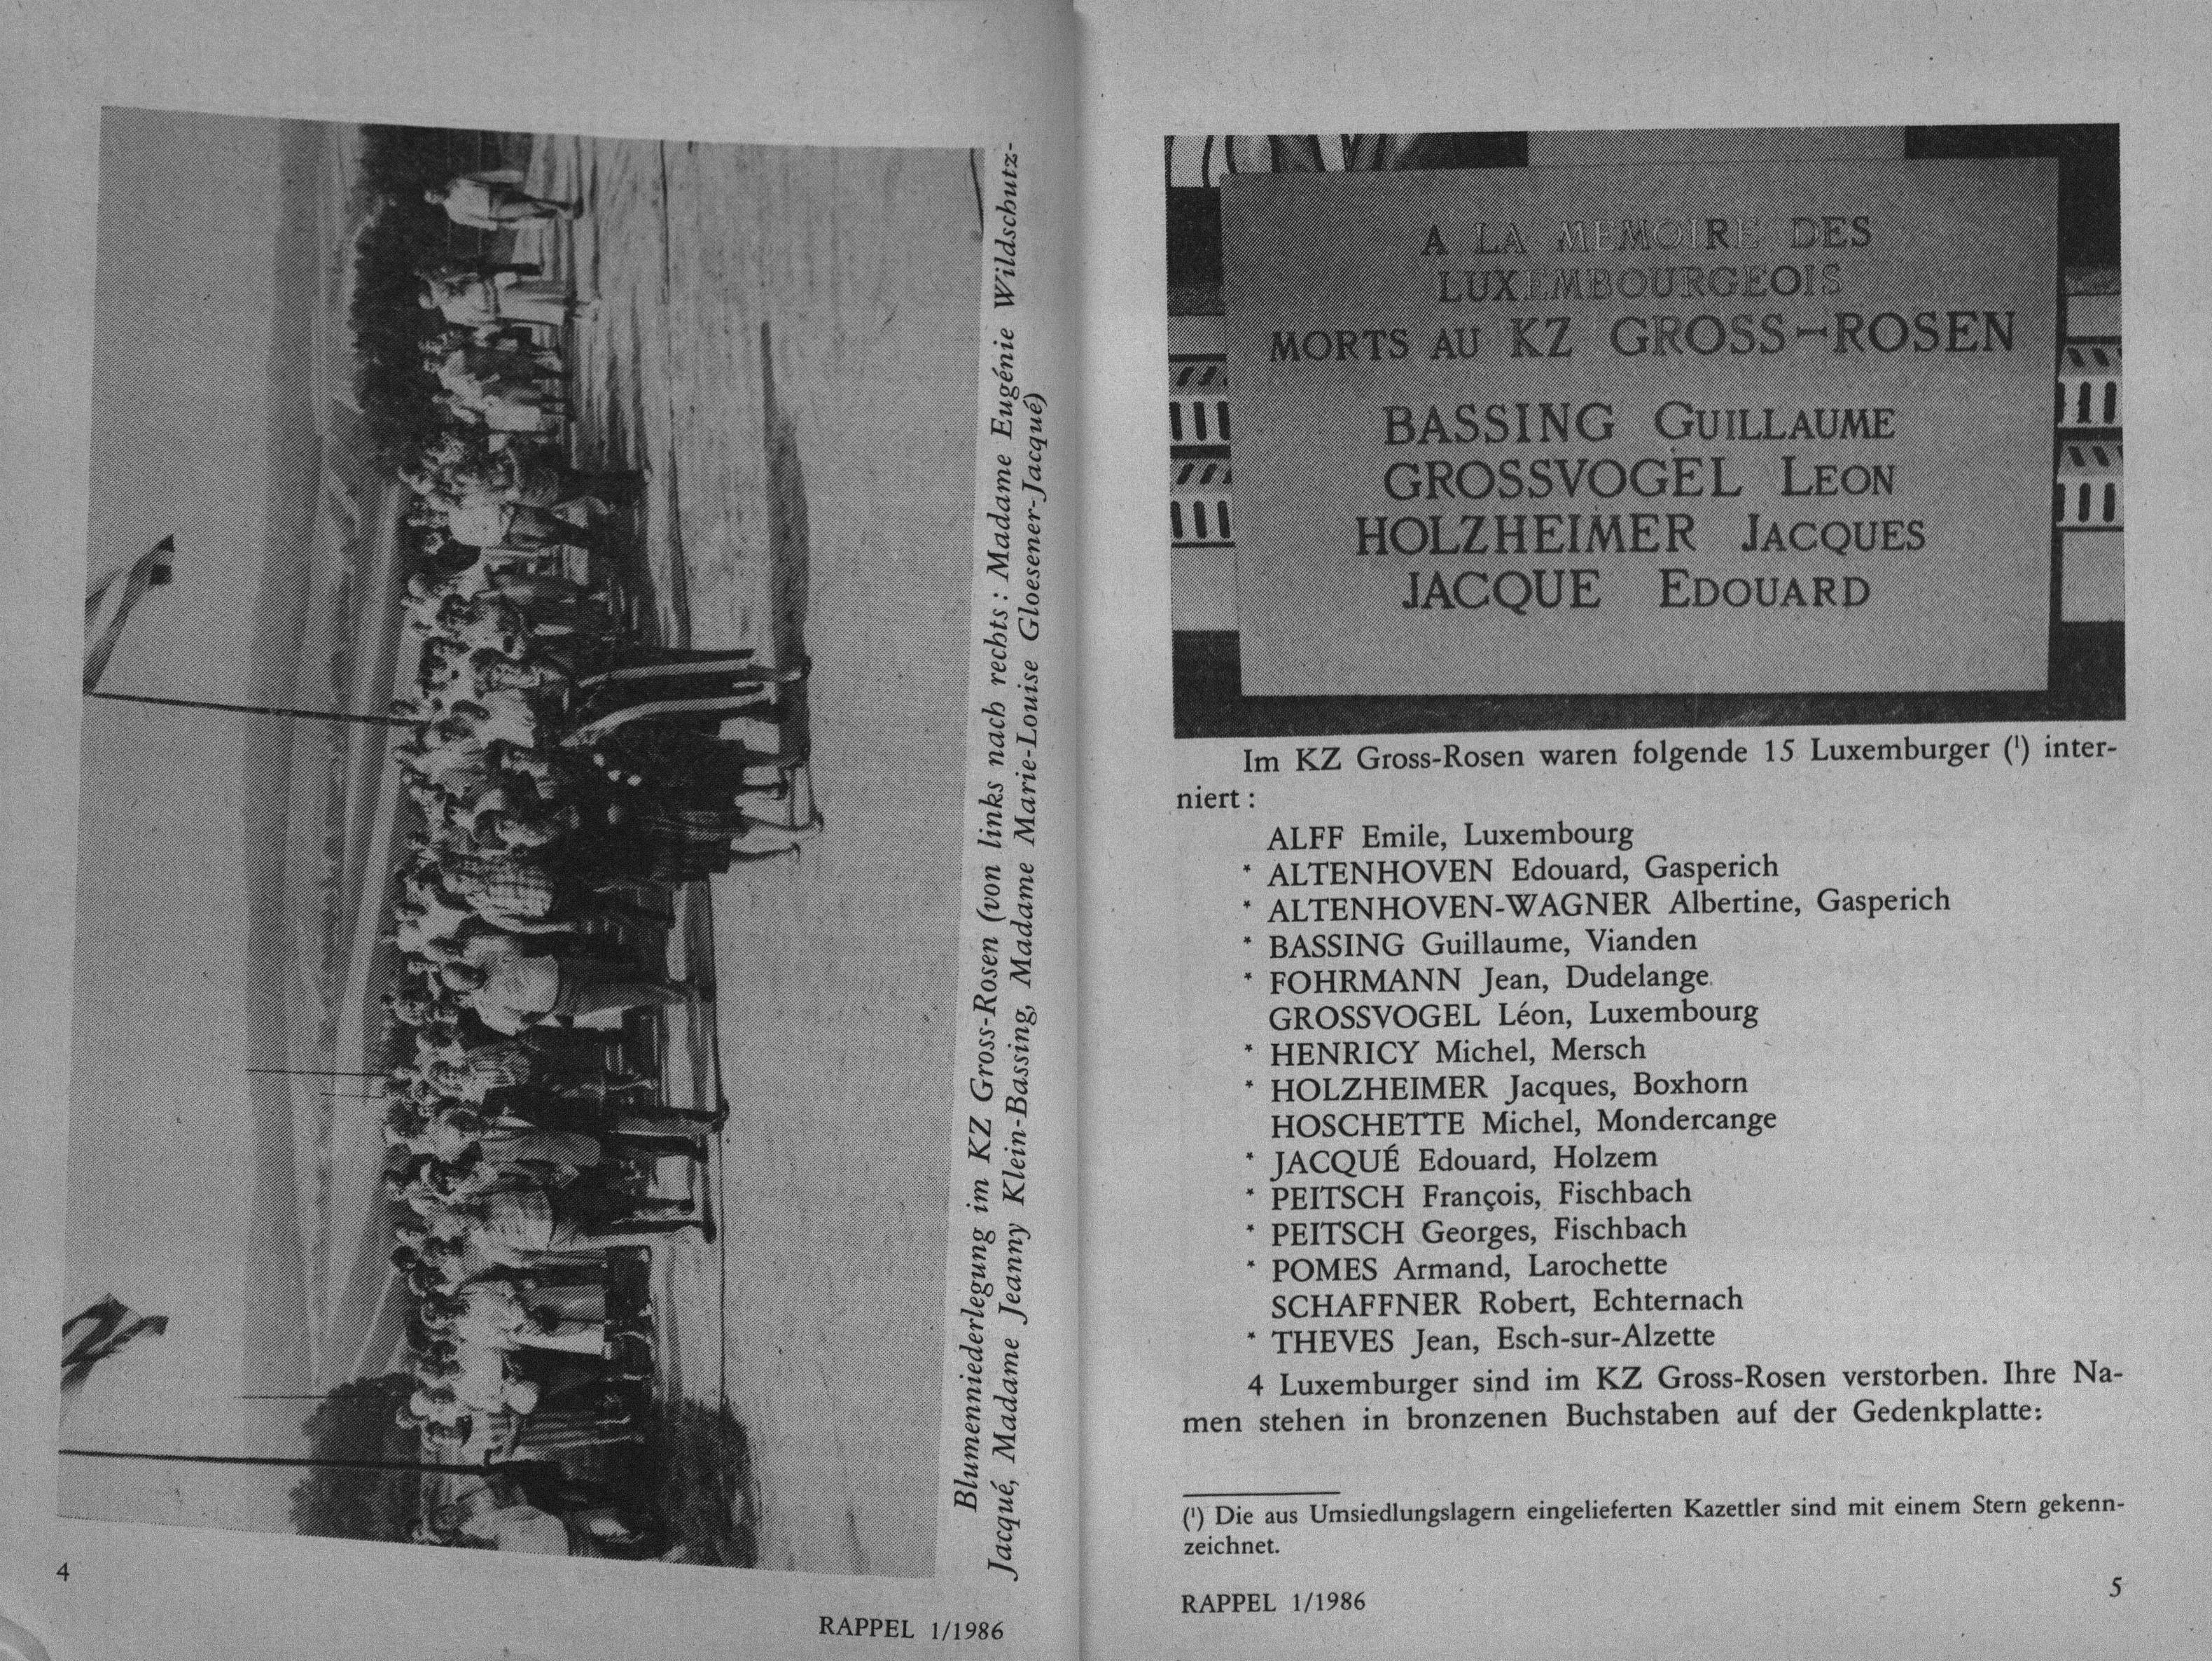 Blumenniederlegung im KZ Gross-Rosen (von links nach rechts : Madame Eugénie Wildschutz-
Jacqué, Madame Jeanny Klein-Bassing, Madame Marie-Louise Gloesener-Jacqué)
4
RAPPEL 1/1986
A LA MEMOIRE DES
LUXEMBOURGEOIS
MORTS AU KZ GROSS-ROSEN
BASSING GUILLAUME
GROSSVOGEL LEON
HOLZHEIMER JACQUES
JACQUE EDOUARD
Im KZ Gross-Rosen waren folgende 15 Luxemburger (¹) inter-
niert :
ALFF Emile, Luxembourg
* ALTENHOVEN Edouard, Gasperich
* ALTENHOVEN-WAGNER Albertine, Gasperich
* BASSING Guillaume, Vianden
* FOHRMANN Jean, Dudelange
GROSSVOGEL Léon, Luxembourg
* HENRICY Michel, Mersch
* HOLZHEIMER Jacques, Boxhorn
HOSCHETTE Michel, Mondercange
* JACQUÉ Edouard, Holzem
* PEITSCH François, Fischbach
* PEITSCH Georges, Fischbach
* POMES Armand, Larochette
SCHAFFNER Robert, Echternach
* THEVES Jean, Esch-sur-Alzette
4 Luxemburger sind im KZ Gross-Rosen verstorben. Ihre Na-
men stehen in bronzenen Buchstaben auf der Gedenkplatte:
(¹) Die aus Umsiedlungslagern eingelieferten Kazettler sind mit einem Stern gekenn-
zeichnet.
RAPPEL 1/1986
5